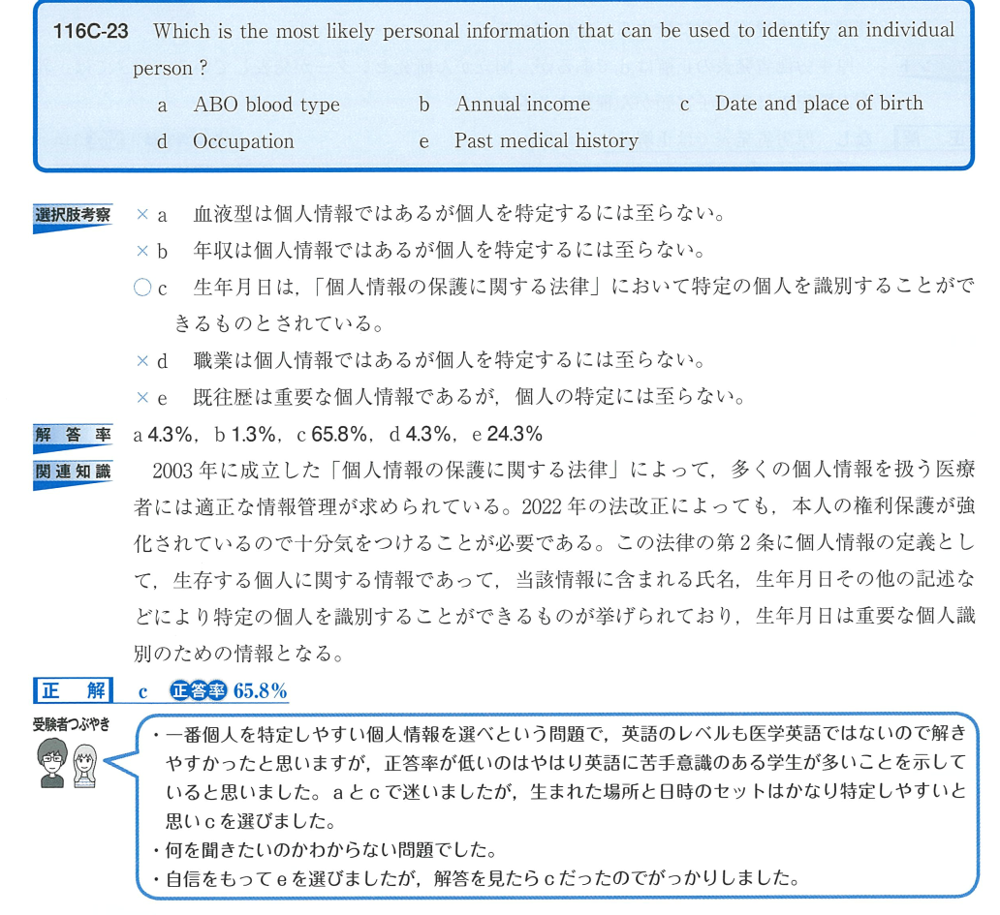 116C-23 Which is the most likely personal information that can be used to identify an individual
person ?
a ABO blood type b Annual income c Date and place of birth
d Occupation e Past medical history
選択肢考察 × a 血液型は個人情報ではあるが個人を特定するには至らない。
× b 年収は個人情報ではあるが個人を特定するには至らない。
○ c 生年月日は，「個人情報の保護に関する法律」において特定の個人を識別することがで
きるものとされている。
× d 職業は個人情報ではあるが個人を特定するには至らない。
× e 既往歴は重要な個人情報であるが，個人の特定には至らない。
解答率 a 4.3%，b 1.3%，c 65.8%，d 4.3%，e 24.3%
関連知識 2003 年に成立した「個人情報の保護に関する法律」によって，多くの個人情報を扱う医療
者には適正な情報管理が求められている。2022 年の法改正によっても，本人の権利保護が強
化されているので十分気をつけることが必要である。この法律の第 2 条に個人情報の定義とし
て，生存する個人に関する情報であって，当該情報に含まれる氏名，生年月日その他の記述な
どにより特定の個人を識別することができるものが挙げられており，生年月日は重要な個人識
別のための情報となる。
正解 c 正答率 65.8%
受験者つぶやき
・一番個人を特定しやすい個人情報を選べという問題で，英語のレベルも医学英語ではないので解き
やすかったと思いますが，正答率が低いのはやはり英語に苦手意識のある学生が多いことを示して
いると思いました。a と c で迷いましたが，生まれた場所と日時のセットはかなり特定しやすいと
思い c を選びました。
・何を聞きたいのかわからない問題でした。
・自信をもって e を選びましたが，解答を見たら c だったのでがっかりしました。